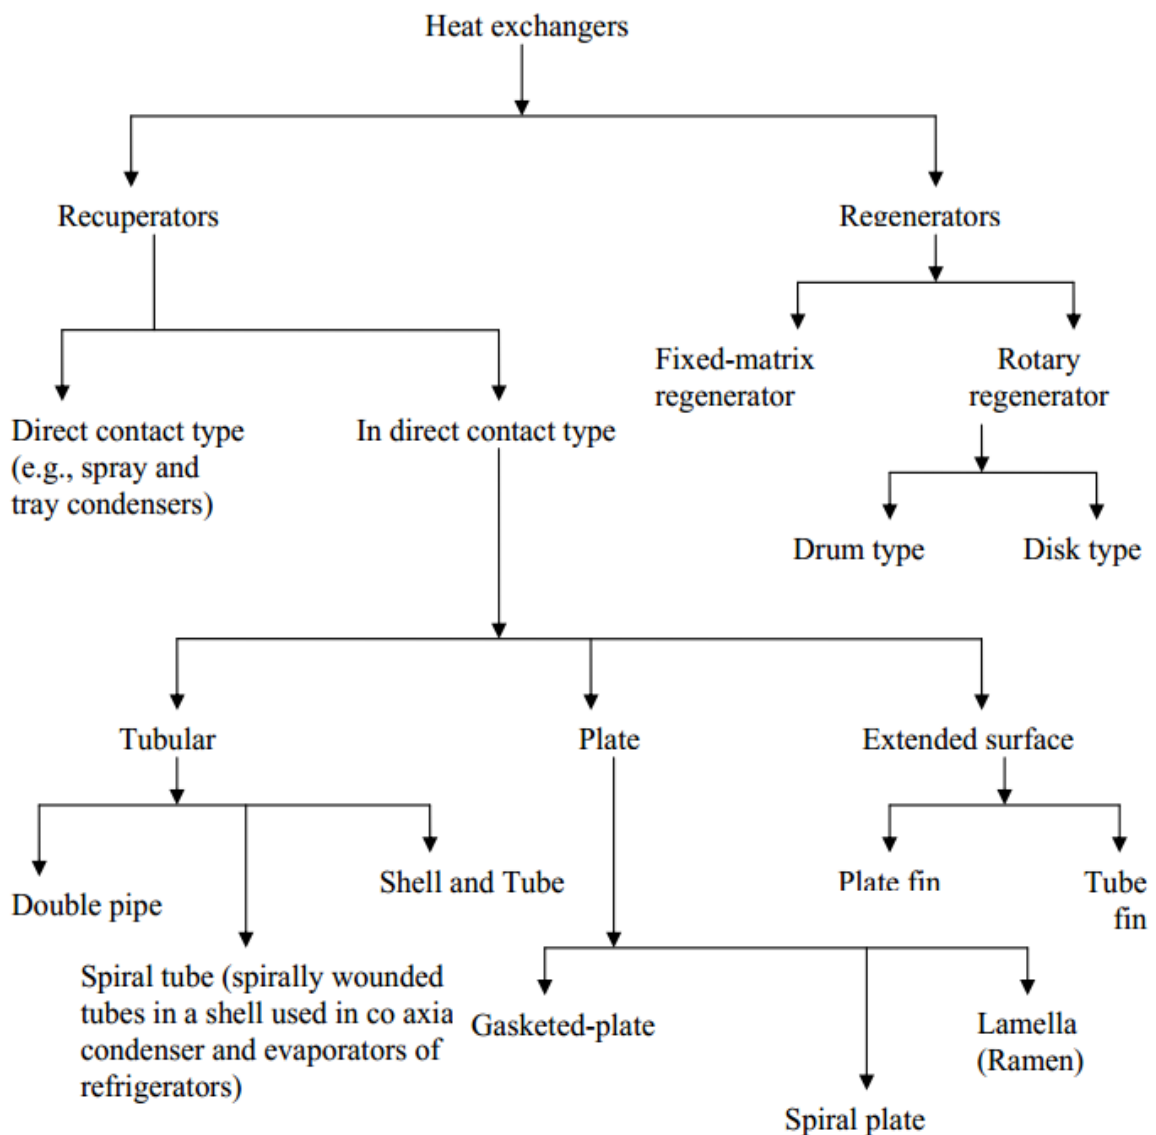 Heat exchangers
Recuperators
Regenerators
Fixed-matrix
regenerator
Rotary
regenerator
Direct contact type
(e.g., spray and
tray condensers)
In direct contact type
Drum type
Disk type
Tubular
Plate
Extended surface
Double pipe
Shell and Tube
Plate fin
Tube
fin
Spiral tube (spirally wounded
tubes in a shell used in co axia
condenser and evaporators of
refrigerators)
Gasketed-plate
Lamella
(Ramen)
Spiral plate